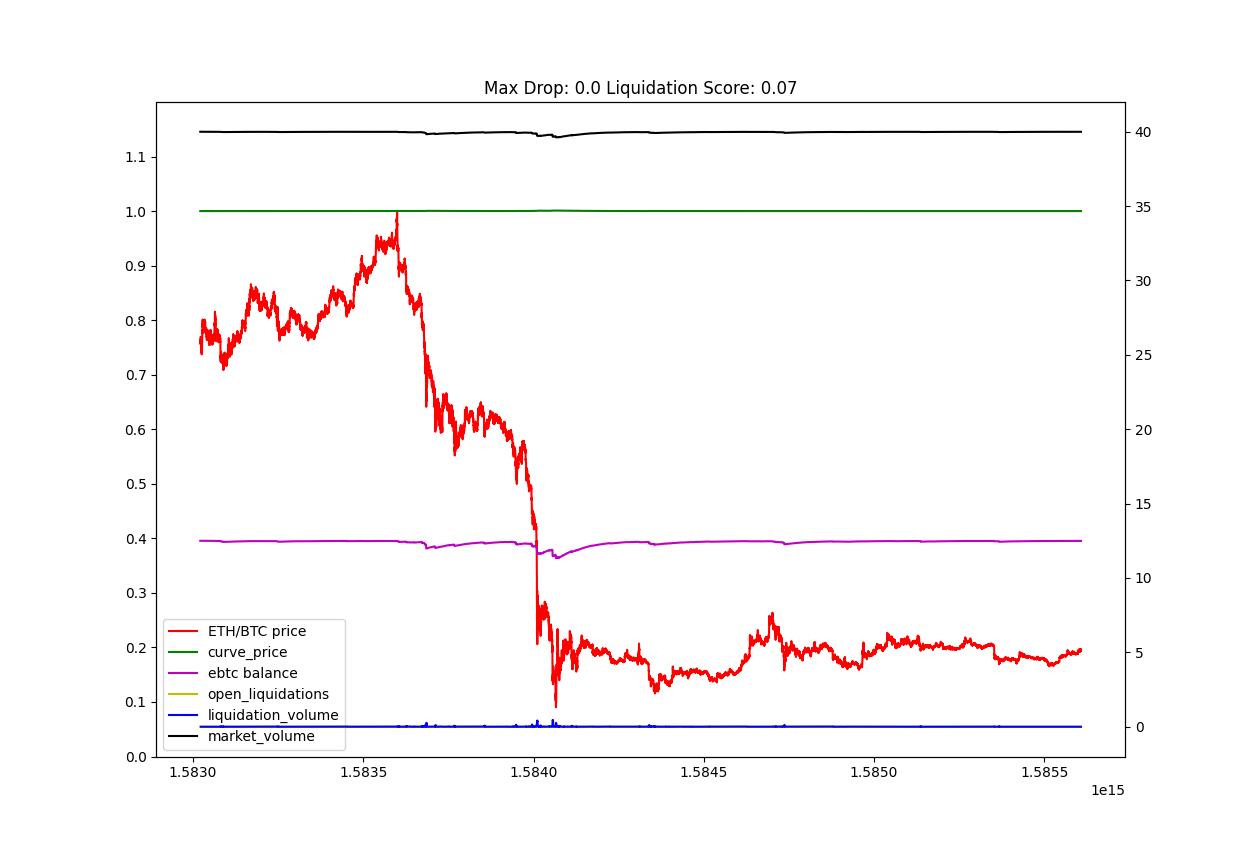 Max Drop: 0.0 Liquidation Score: 0.07
1.1
1.0
0.9
0.8
0.7
0.6
0.5
0.4
0.3
0.2
0.1
0.0
40
35
30
25
20
15
10
5
0
ETH/BTC price
curve_price
ebtc balance
open_liquidations
liquidation_volume
market_volume
1.5830 1.5835 1.5840 1.5845 1.5850 1.5855
1e15